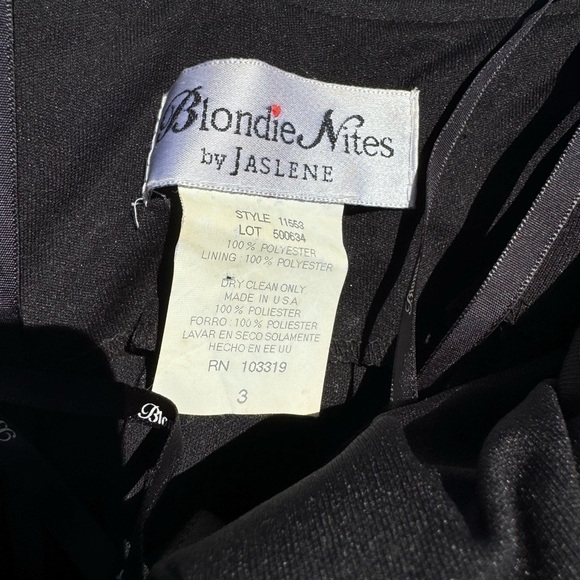 Blondie Nites
by JASLENE
STYLE 11553
LOT 500634
100% POLYESTER
LINING : 100% POLYESTER
DRY CLEAN ONLY
MADE IN U.S.A
100% POLIESTER
FORRO: 100% POLIESTER
LAVAR EN SECO SOLAMENTE
HECHO EN EE UU
RN 103319
3
Blo